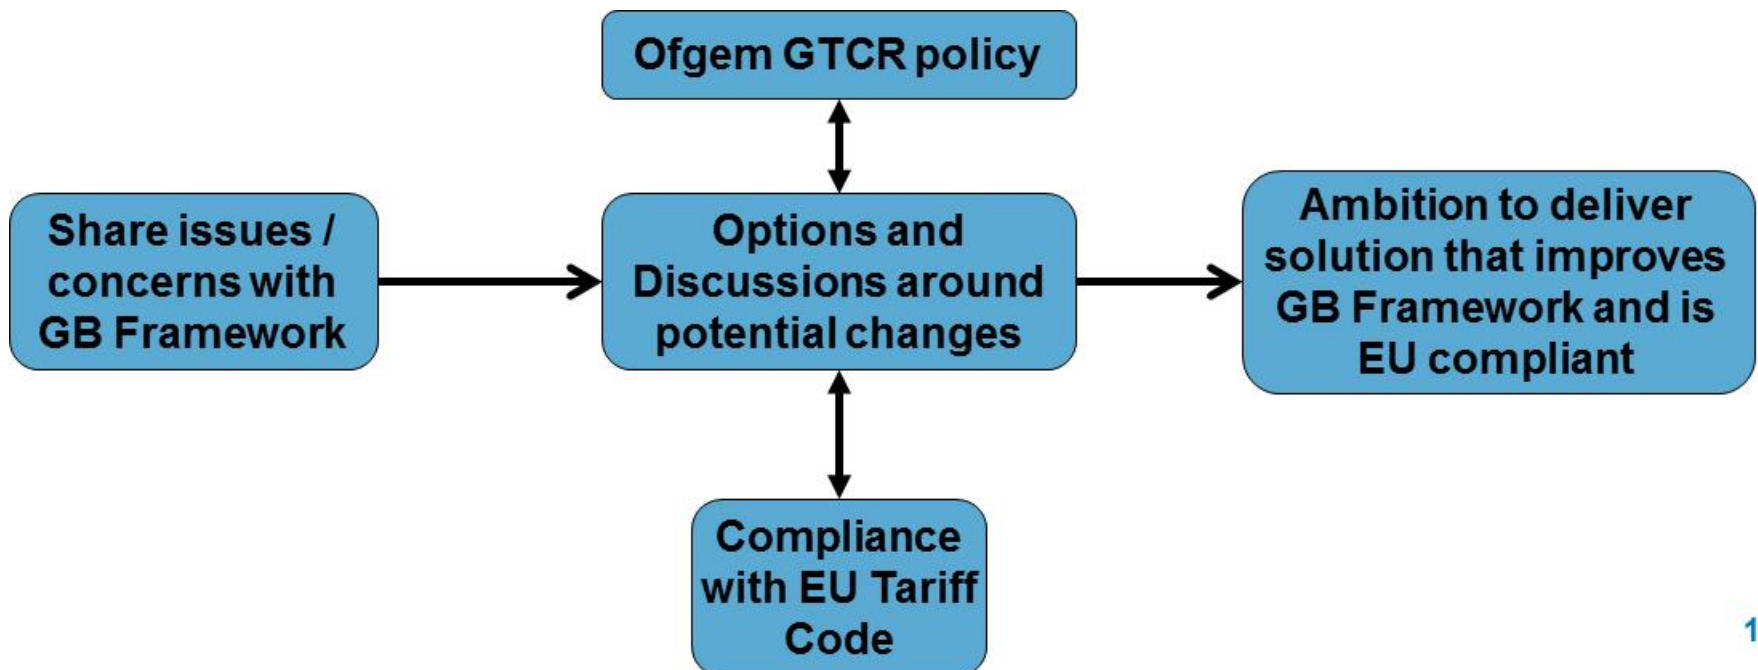 Ofgem GTCR policy
Share issues /
concerns with
GB Framework
Options and
Discussions around
potential changes
Ambition to deliver
solution that improves
GB Framework and is
EU compliant
Compliance
with EU Tariff
Code
1